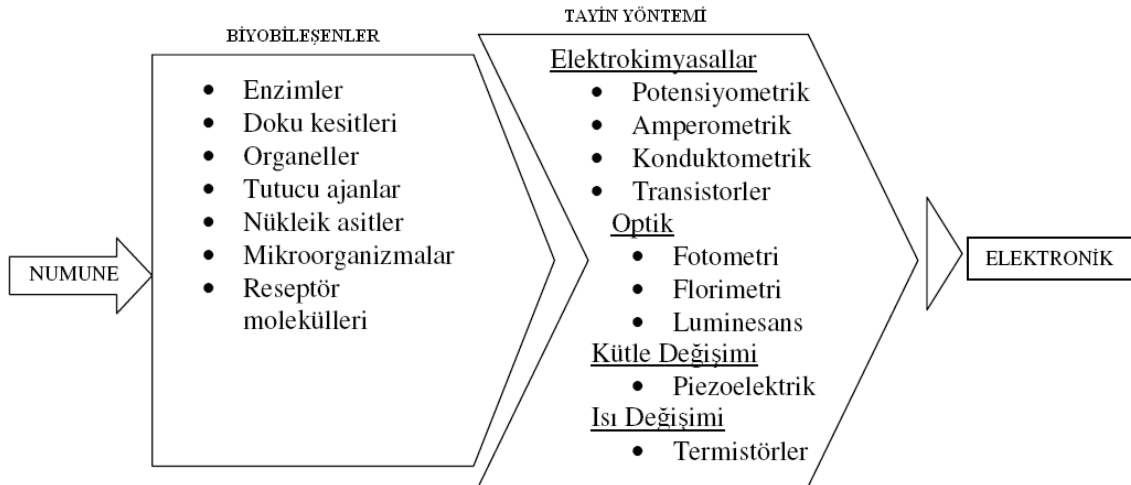 BİYOBİLEŞENLER
TAYİN YÖNTEMİ
NUMUNE
• Enzimler
• Doku kesitleri
• Organeller
• Tutucu ajanlar
• Nükleik asitler
• Mikroorganizmalar
• Reseptör
molekülleri
Elektrokimyasallar
• Potensiyometrik
• Amperometrik
• Konduktometrik
• Transistorler
Optik
• Fotometri
• Florimetri
• Luminesans
Kütle Değişimi
• Piezoelektrik
Isı Değişimi
• Termistörler
ELEKTRONİK